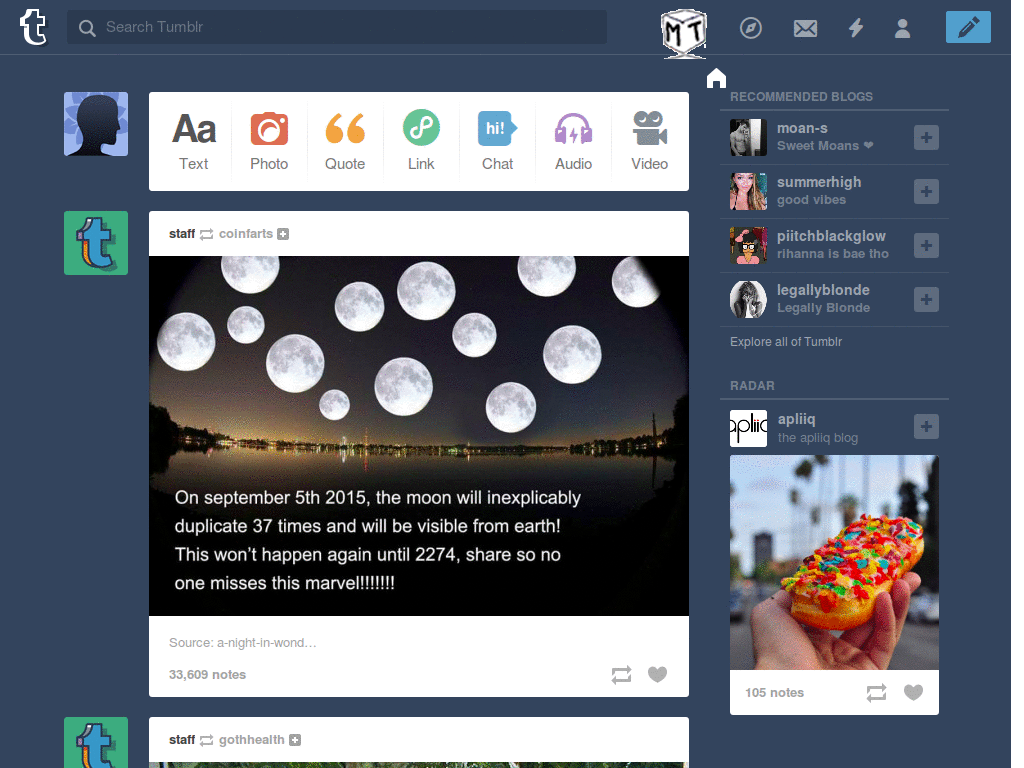 t
Search Tumblr
MT
Aa
Text
Photo
Quote
Link
hi!
Chat
Audio
Video
staff coinfarts
On september 5th 2015, the moon will inexplicably
duplicate 37 times and will be visible from earth!
This won't happen again until 2274, share so no
one misses this marvel!!!!!!!
Source: a-night-in-wond…
33,609 notes
staff gothhealth
RECOMMENDED BLOGS
moan-s
Sweet Moans ❤
summerhigh
good vibes
piitchblackglow
rihanna is bae tho
legallyblonde
Legally Blonde
Explore all of Tumblr
RADAR
apliiq
apliiq
the apliiq blog
105 notes